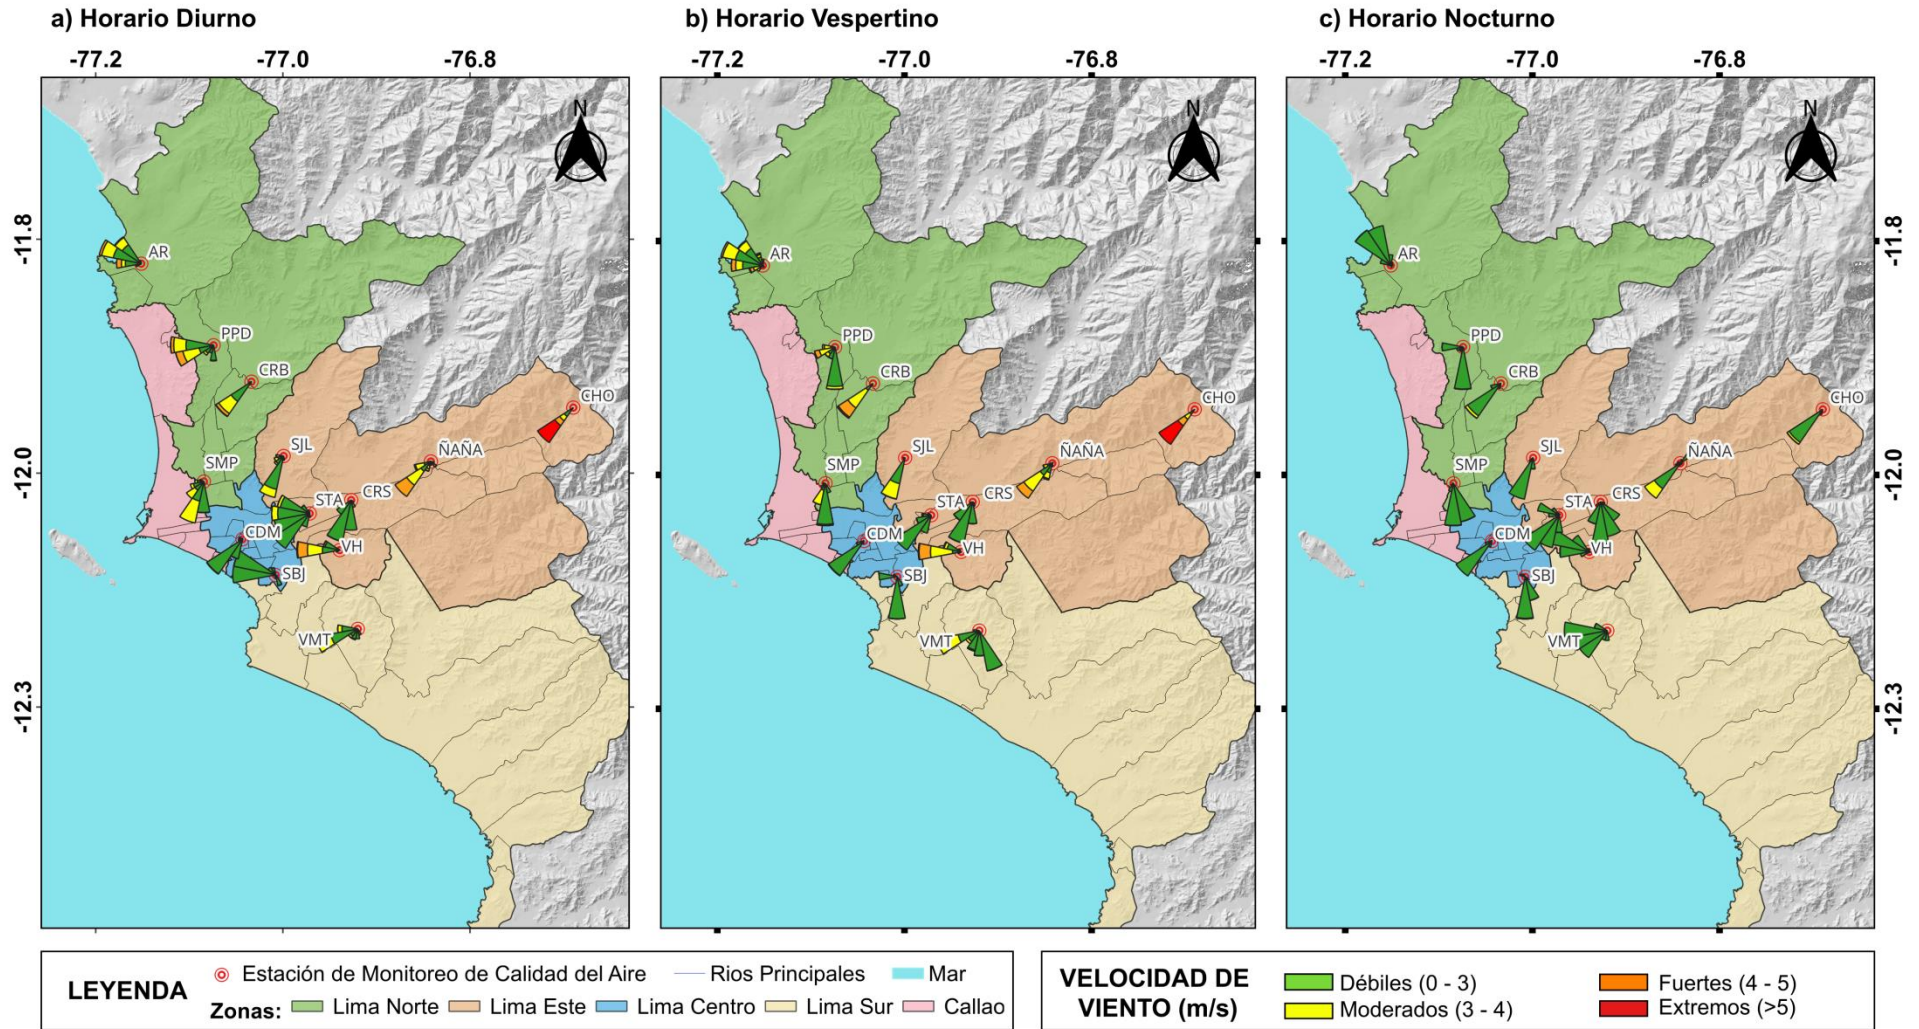 a) Horario Diurno
b) Horario Vespertino
c) Horario Nocturno
-77.2 -77.0 -76.8
-77.2 -77.0 -76.8
-77.2 -77.0 -76.8
-11.8
-12.0
-12.3
N
AR
PPD
CRB
CHO
SJL
ÑAÑA
SMP
STA
CRS
CDM
VH
SBJ
VMT
N
AR
PPD
CRB
CHO
SJL
ÑAÑA
SMP
STA
CRS
CDM
VH
SBJ
VMT
N
AR
PPD
CRB
CHO
SJL
ÑAÑA
SMP
STA
CRS
CDM
VH
SBJ
VMT
-11.8
-12.0
-12.3
LEYENDA
Estación de Monitoreo de Calidad del Aire Rios Principales Mar
Zonas: Lima Norte Lima Este Lima Centro Lima Sur Callao
VELOCIDAD DE
VIENTO (m/s)
Débiles (0 - 3) Fuertes (4 - 5)
Moderados (3 - 4) Extremos (>5)